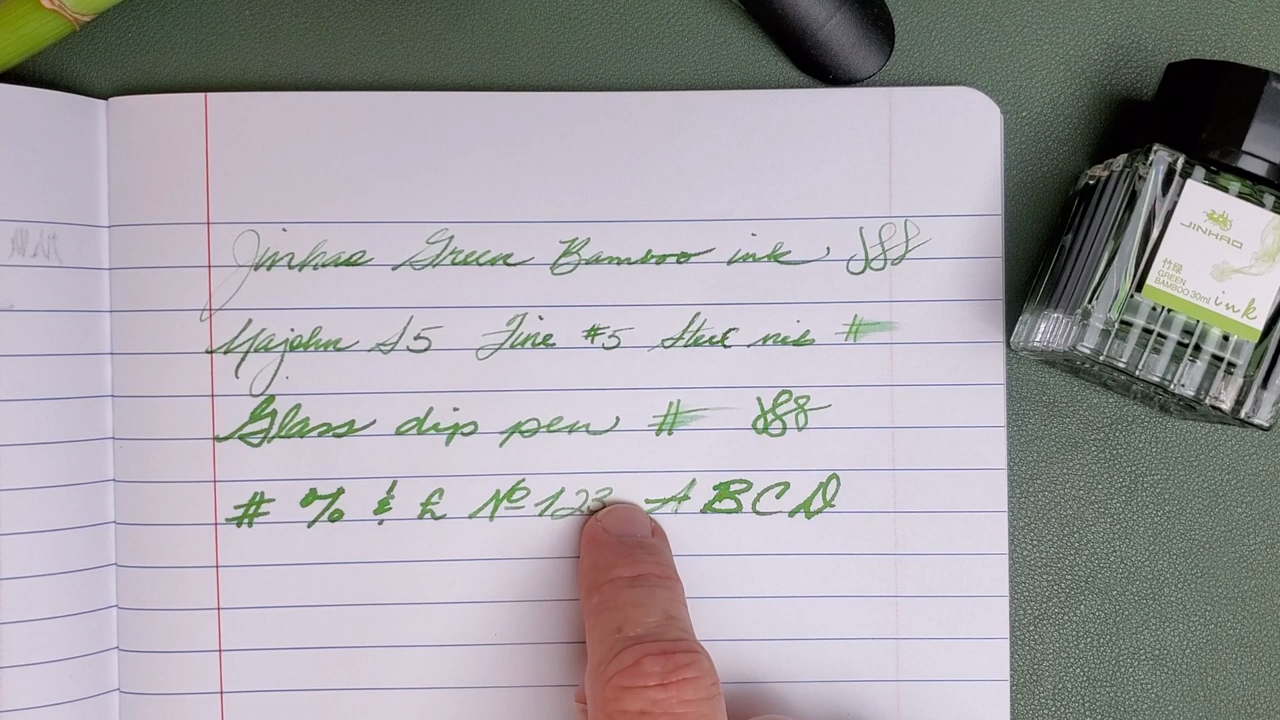 Jinhao Green Bamboo ink
Majohn S5 Fine #5 Steel nib #
Glass dip pen #
# % & £ № 123 A B C D
JINHAO
竹绿
GREEN
BAMBOO 30ml
ink